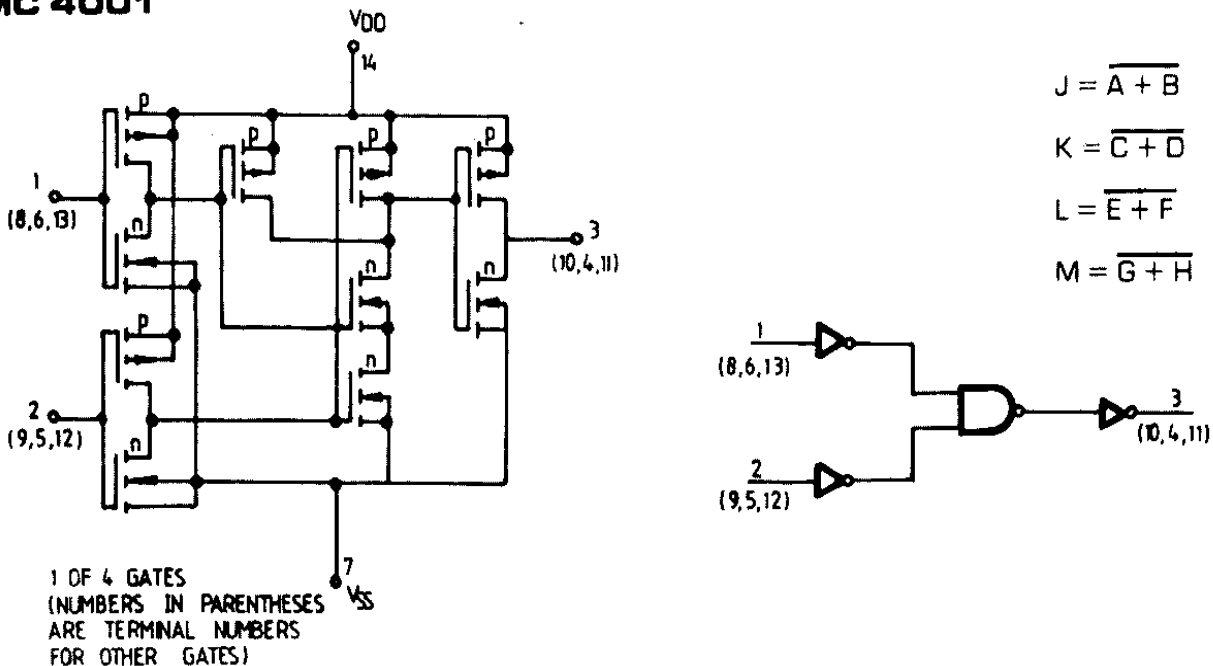 MC 4001
VDD
14
J = A + B
K = C + D
L = E + F
M = G + H
p
p
p
p
1
(8,6,13)
n
n
n
3
(10,4,11)
p
n
2
(9,5,12)
n
1
(8,6,13)
3
(10,4,11)
2
(9,5,12)
7
VSS
1 OF 4 GATES
(NUMBERS IN PARENTHESES
ARE TERMINAL NUMBERS
FOR OTHER GATES)